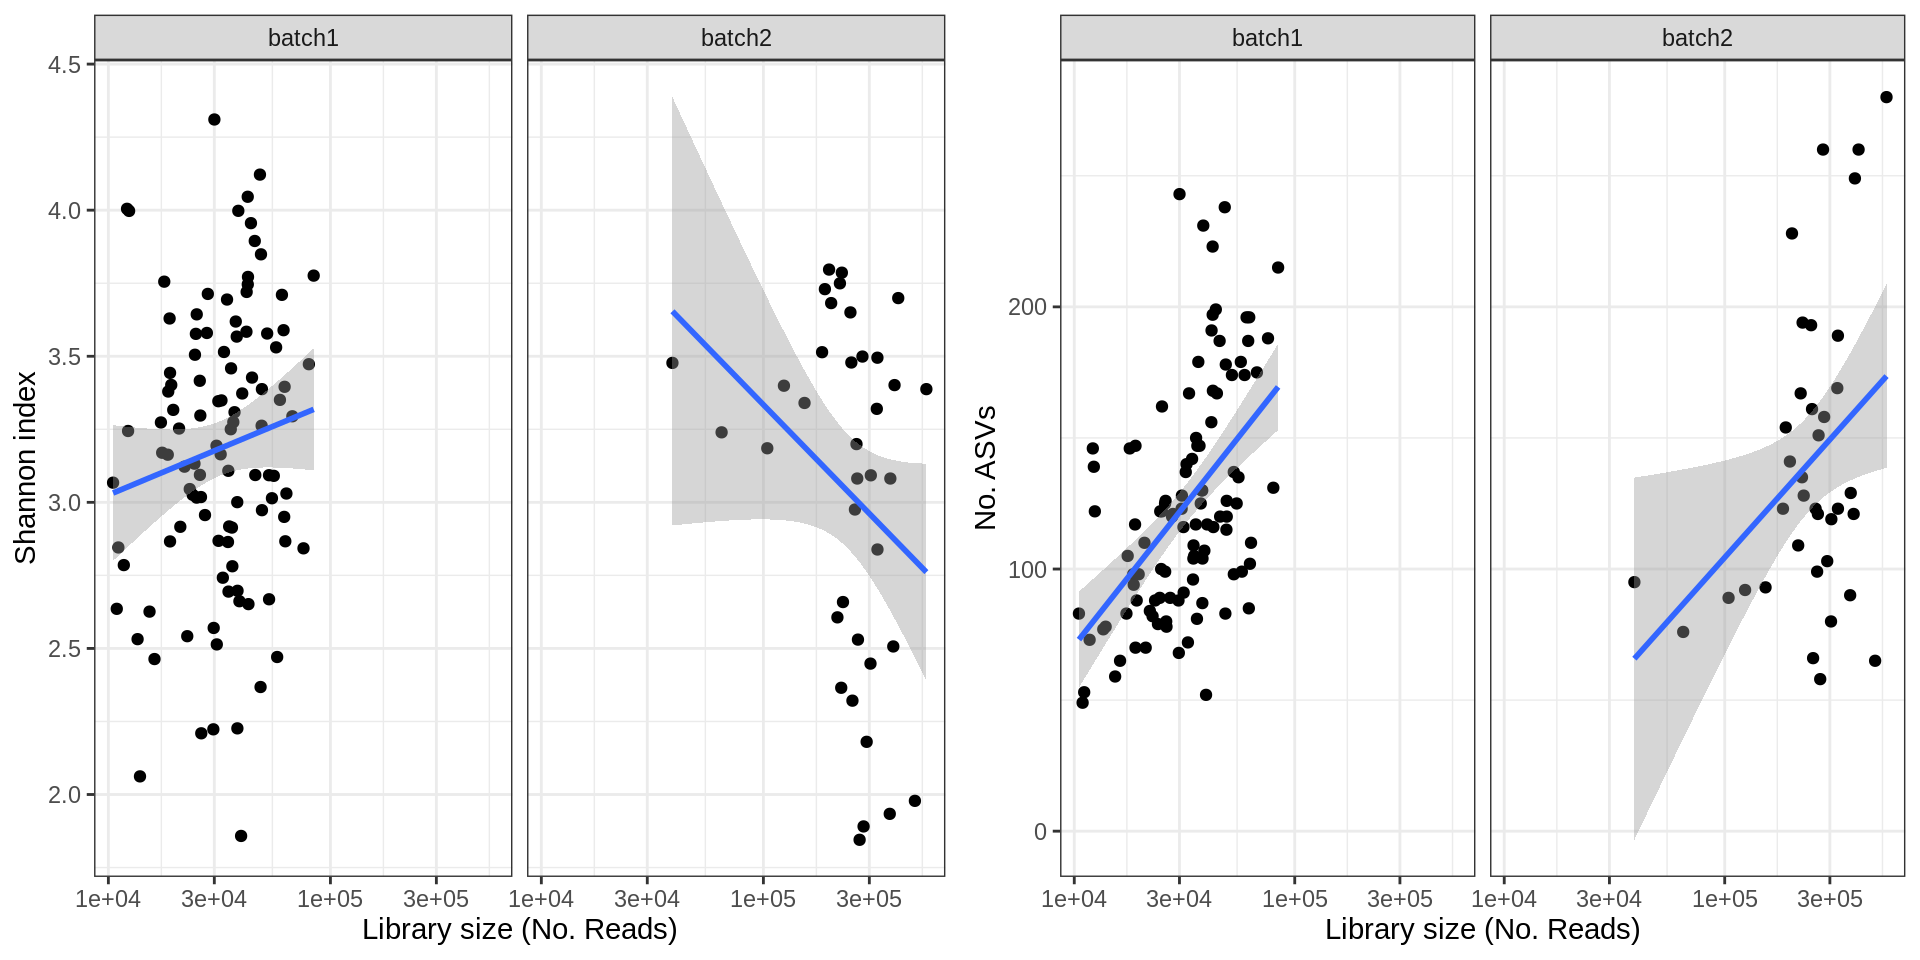 batch1 batch2
4.5
4.0
3.5
3.0
2.5
2.0
Shannon index
1e+04 3e+04 1e+05 3e+05 1e+04 3e+04 1e+05 3e+05
Library size (No. Reads)
batch1 batch2
200
100
0
No. ASVs
1e+04 3e+04 1e+05 3e+05 1e+04 3e+04 1e+05 3e+05
Library size (No. Reads)